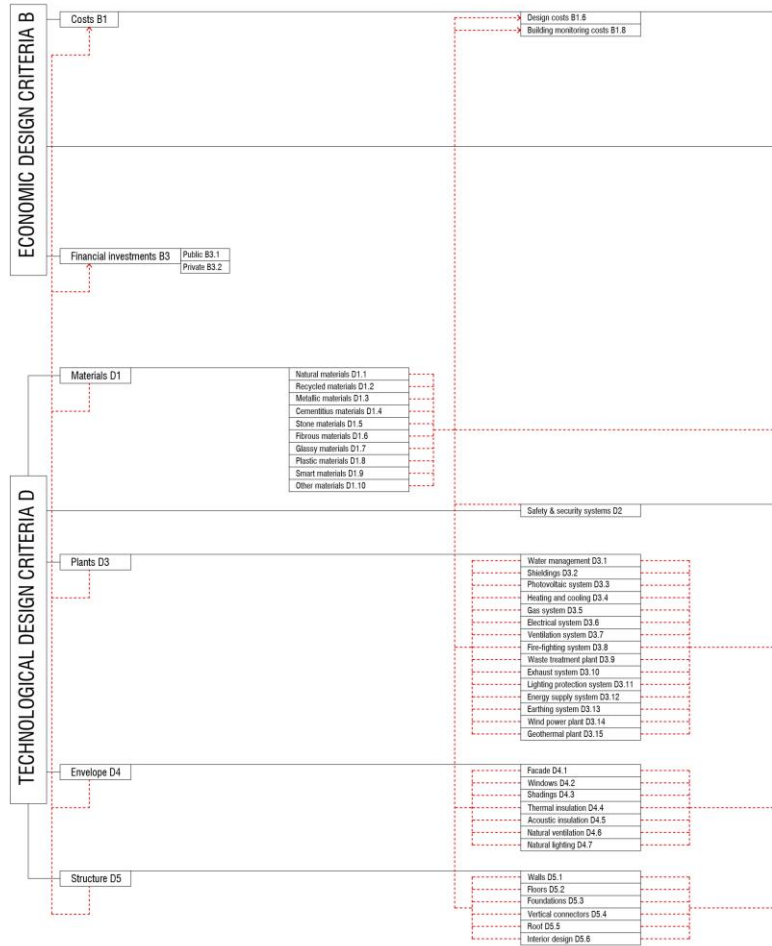 ECONOMIC DESIGN CRITERIA B
Costs B1
Design costs B1.6
Building monitoring costs B1.8
Financial investments B3
Public B3.1
Private B3.2
TECHNOLOGICAL DESIGN CRITERIA D
Materials D1
Natural materials D1.1
Recycled materials D1.2
Metallic materials D1.3
Cementitius materials D1.4
Stone materials D1.5
Fibrous materials D1.6
Glassy materials D1.7
Plastic materials D1.8
Smart materials D1.9
Other materials D1.10
Safety & security systems D2
Plants D3
Water management D3.1
Shieldings D3.2
Photovoltaic system D3.3
Heating and cooling D3.4
Gas system D3.5
Electrical system D3.6
Ventilation system D3.7
Fire-fighting system D3.8
Waste treatment plant D3.9
Exhaust system D3.10
Lighting protection system D3.11
Energy supply system D3.12
Earthing system D3.13
Wind power plant D3.14
Geothermal plant D3.15
Envelope D4
Facade D4.1
Windows D4.2
Shadings D4.3
Thermal insulation D4.4
Acoustic insulation D4.5
Natural ventilation D4.6
Natural lighting D4.7
Structure D5
Walls D5.1
Floors D5.2
Foundations D5.3
Vertical connectors D5.4
Roof D5.5
Interior design D5.6